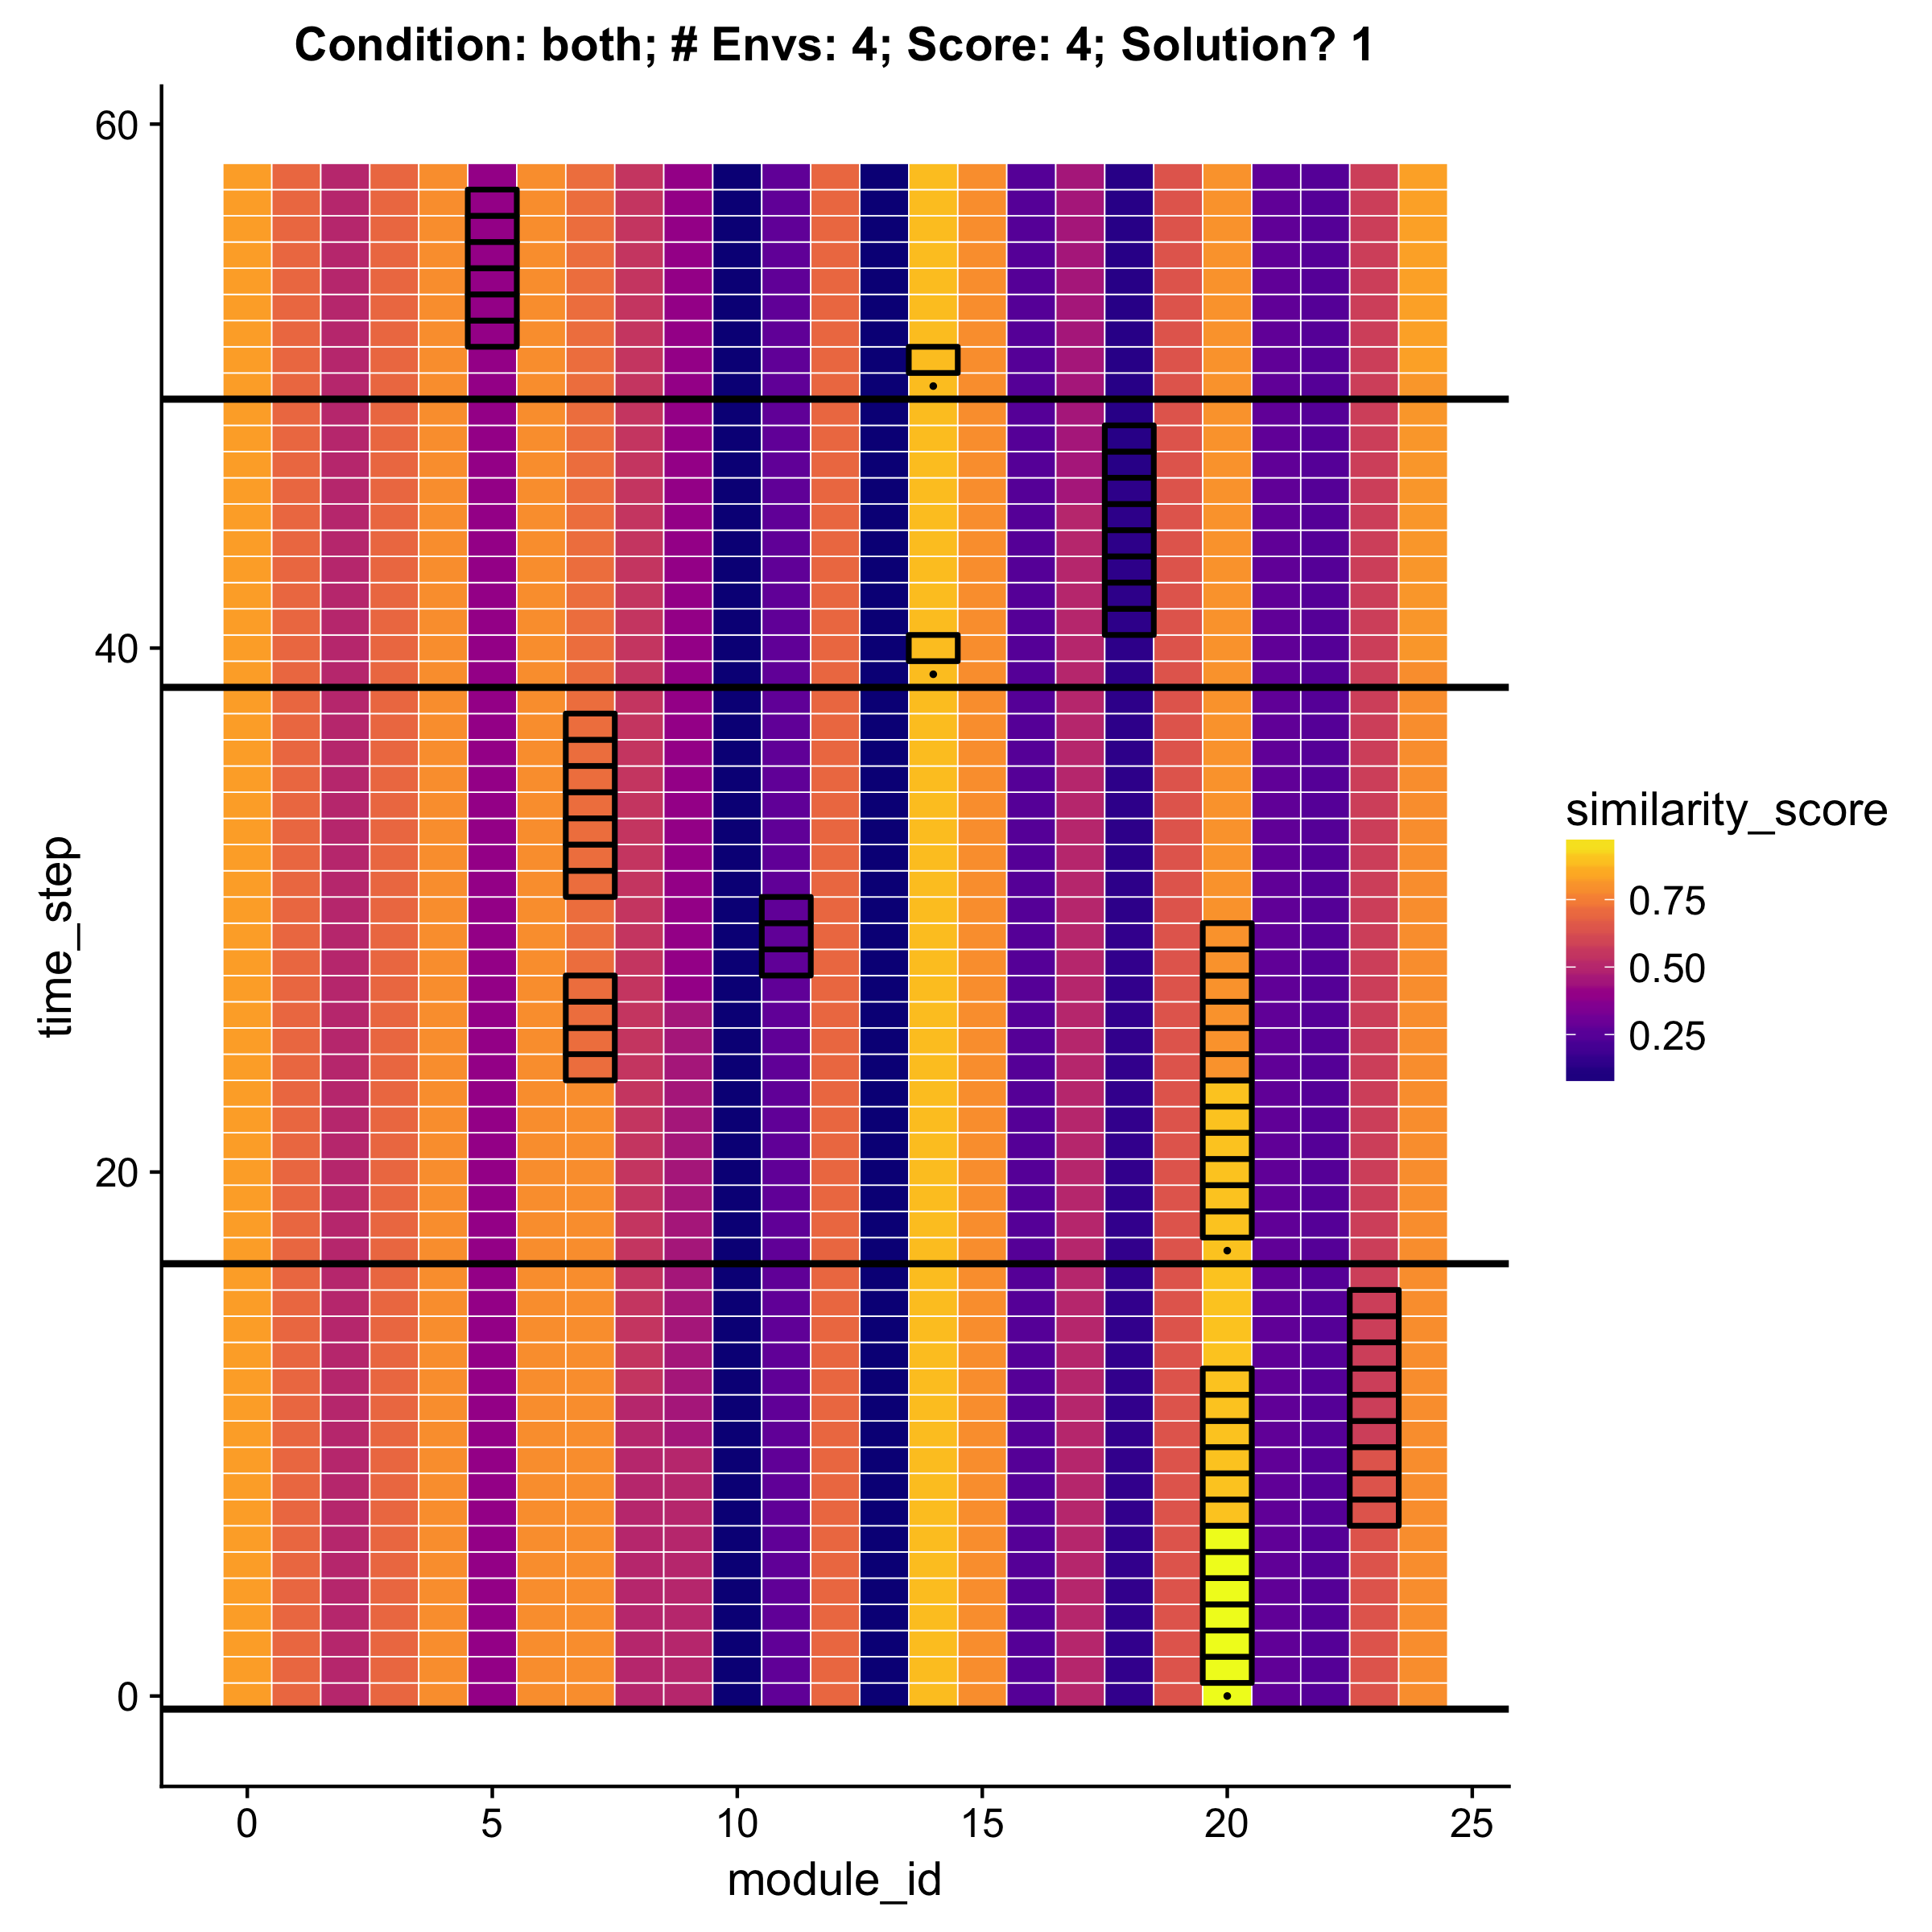 Condition: both; # Envs: 4; Score: 4; Solution? 1
60
40
20
0
time_step
0 5 10 15 20 25
module_id
similarity_score
0.75
0.50
0.25